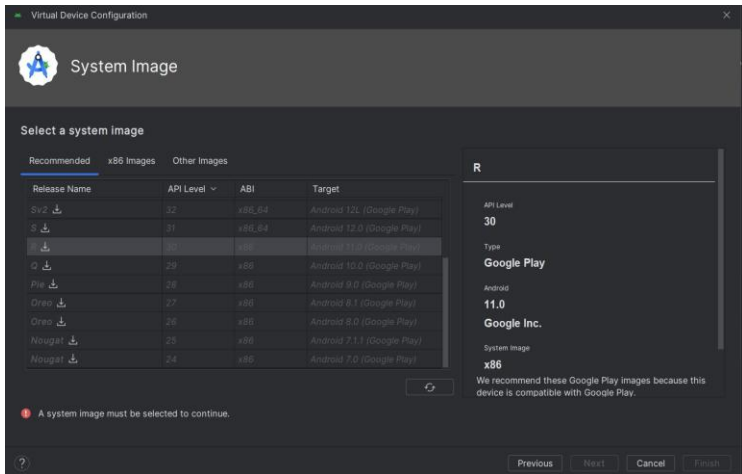 Virtual Device Configuration
System Image
Select a system image
Recommended x86 Images Other Images
Release Name API Level ABI Target
Sv2 32 x86_64 Android 12L (Google Play)
S 31 x86_64 Android 12.0 (Google Play)
R 30 x86 Android 11.0 (Google Play)
Q 29 x86 Android 10.0 (Google Play)
Pie 28 x86 Android 9.0 (Google Play)
Oreo 27 x86 Android 8.1 (Google Play)
Oreo 26 x86 Android 8.0 (Google Play)
Nougat 25 x86 Android 7.1.1 (Google Play)
Nougat 24 x86 Android 7.0 (Google Play)
A system image must be selected to continue.
R
API Level
30
Type
Google Play
Android
11.0
Google Inc.
System Image
x86
We recommend these Google Play images because this
device is compatible with Google Play.
? Previous Next Cancel Finish